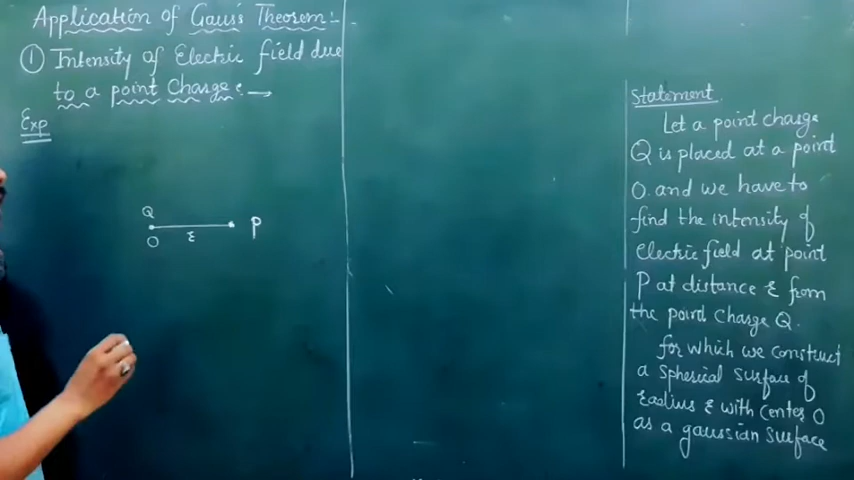 Application of Gauss Theorem:-
① Intensity of Electric field due
to a point Charge :→
Exp
Q
P
O
r
Statement
Let a point charge
Q is placed at a point
O. and we have to
find the intensity of
electric field at point
P at distance r from
the point charge Q.
for which we construct
a Spherical surface of
radius r with Center O
as a gaussian surface